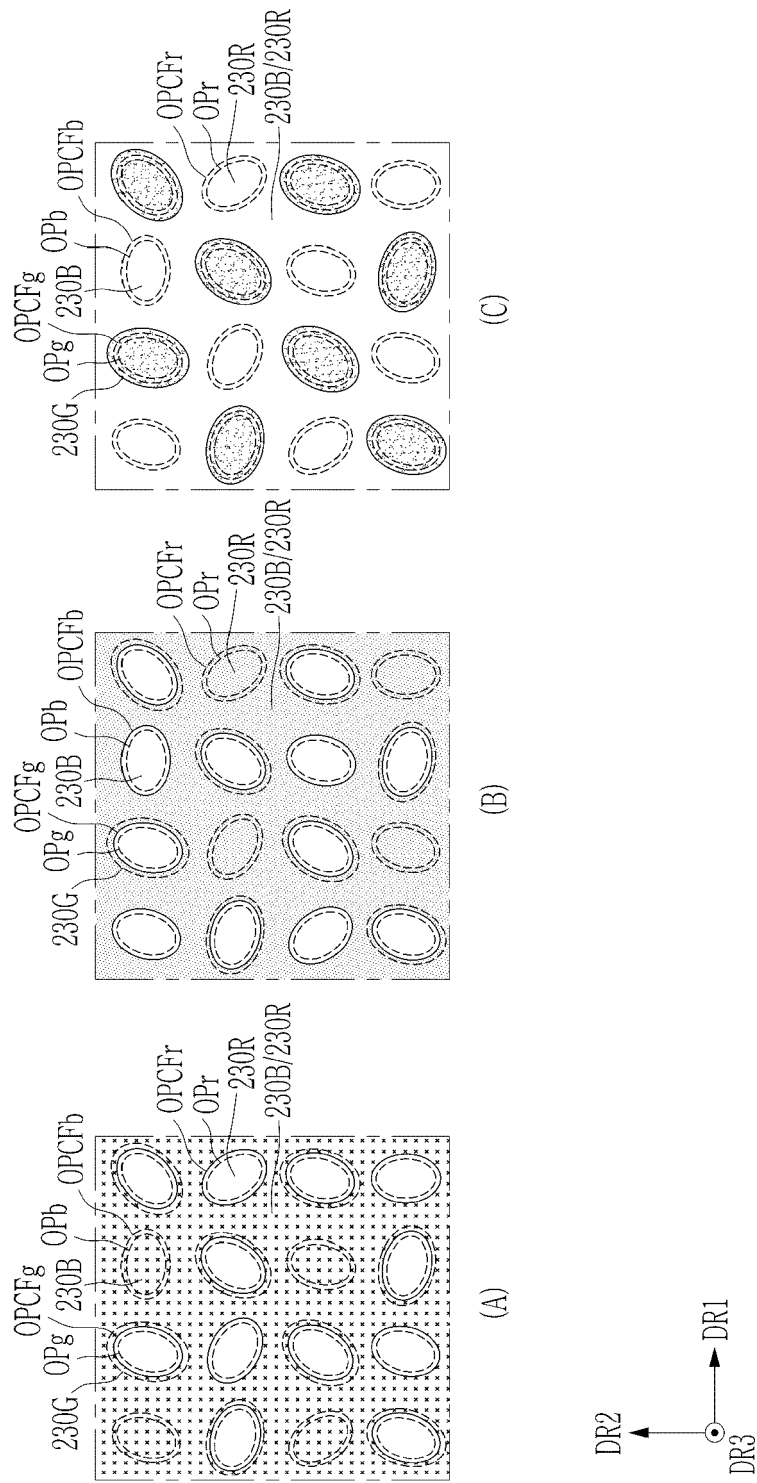 230G
OPg
OPCFg
230B
OPb
OPCFb
OPCFr
OPr
230R
230B/230R
(A)
230G
OPg
OPCFg
230B
OPb
OPCFb
OPCFr
OPr
230R
230B/230R
(B)
230G
OPg
OPCFg
230B
OPb
OPCFb
OPCFr
OPr
230R
230B/230R
(C)
DR2
DR3
DR1